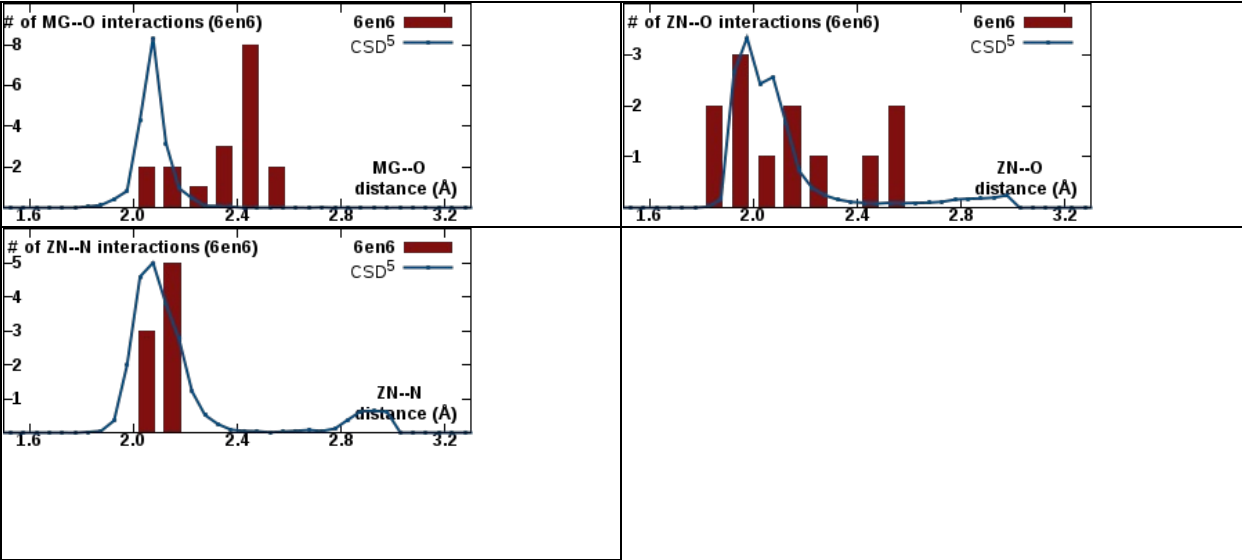 # of MG--O interactions (6en6)
6en6
CSD5
8
6
4
2
MG--O
distance (Å)
1.6 2.0 2.4 2.8 3.2
# of ZN--O interactions (6en6)
6en6
CSD5
3
2
1
ZN--O
distance (Å)
1.6 2.0 2.4 2.8 3.2
# of ZN--N interactions (6en6)
6en6
CSD5
5
4
3
2
1
ZN--N
distance (Å)
1.6 2.0 2.4 2.8 3.2